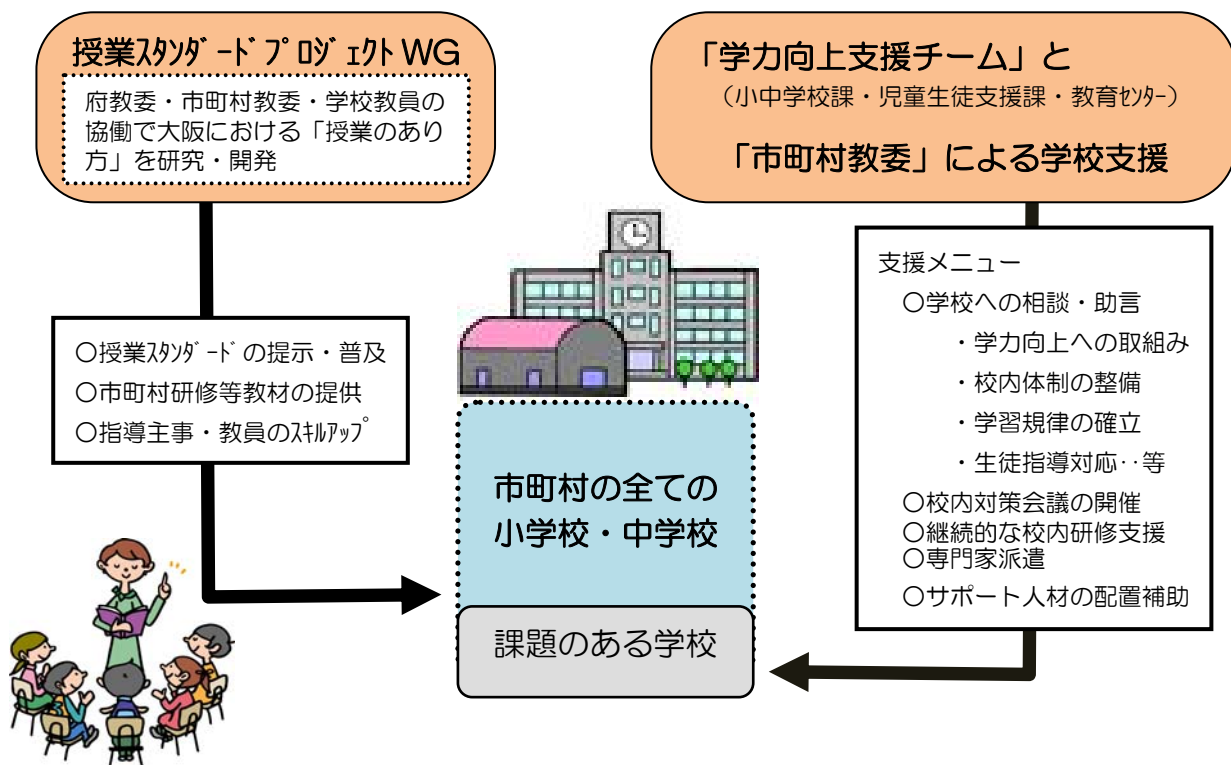 授業ｽﾀﾝﾀﾞｰﾄﾞﾌﾟﾛｼﾞｪｸﾄWG
府教委・市町村教委・学校教員の
協働で大阪における「授業のあり
方」を研究・開発
○授業ｽﾀﾝﾀﾞｰﾄﾞの提示・普及
○市町村研修等教材の提供
○指導主事・教員のｽｷﾙｱｯﾌﾟ
「学力向上支援チーム」と
（小中学校課・児童生徒支援課・教育ｾﾝﾀｰ）
「市町村教委」による学校支援
支援メニュー
○学校への相談・助言
・学力向上への取組み
・校内体制の整備
・学習規律の確立
・生徒指導対応‥等
○校内対策会議の開催
○継続的な校内研修支援
○専門家派遣
○サポート人材の配置補助
市町村の全ての
小学校・中学校
課題のある学校